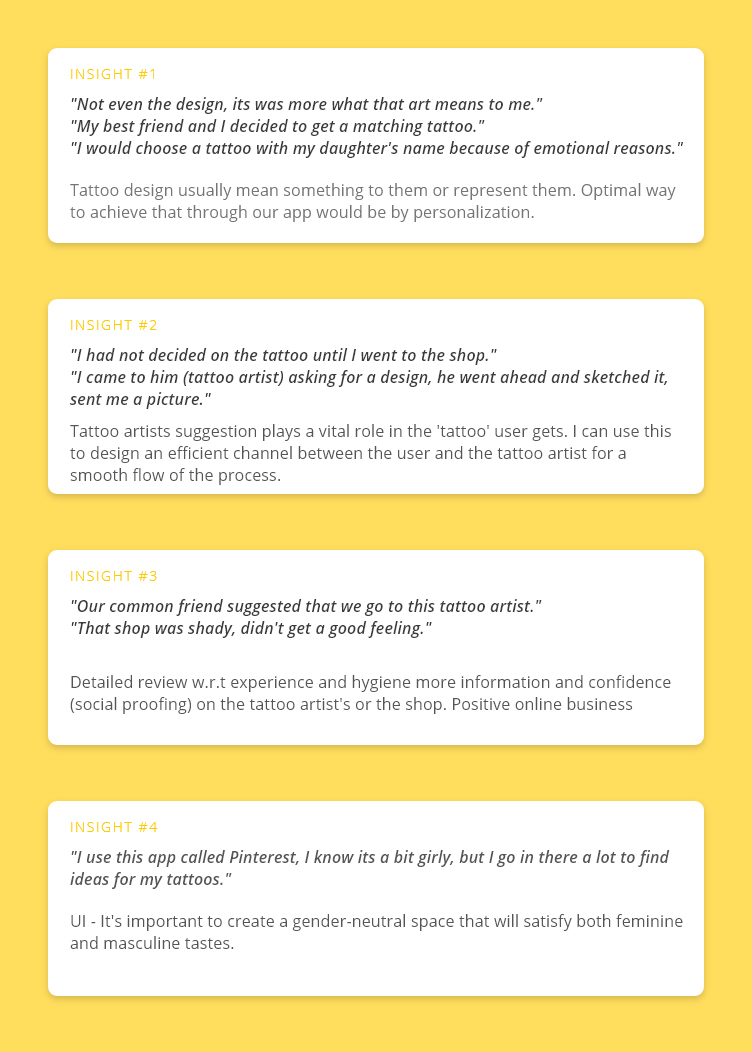 INSIGHT #1
"Not even the design, its was more what that art means to me."
"My best friend and I decided to get a matching tattoo."
"I would choose a tattoo with my daughter's name because of emotional reasons."
Tattoo design usually mean something to them or represent them. Optimal way
to achieve that through our app would be by personalization.
INSIGHT #2
"I had not decided on the tattoo until I went to the shop."
"I came to him (tattoo artist) asking for a design, he went ahead and sketched it,
sent me a picture."
Tattoo artists suggestion plays a vital role in the 'tattoo' user gets. I can use this
to design an efficient channel between the user and the tattoo artist for a
smooth flow of the process.
INSIGHT #3
"Our common friend suggested that we go to this tattoo artist."
"That shop was shady, didn't get a good feeling."
Detailed review w.r.t experience and hygiene more information and confidence
(social proofing) on the tattoo artist's or the shop. Positive online business
INSIGHT #4
"I use this app called Pinterest, I know its a bit girly, but I go in there a lot to find
ideas for my tattoos."
UI - It's important to create a gender-neutral space that will satisfy both feminine
and masculine tastes.